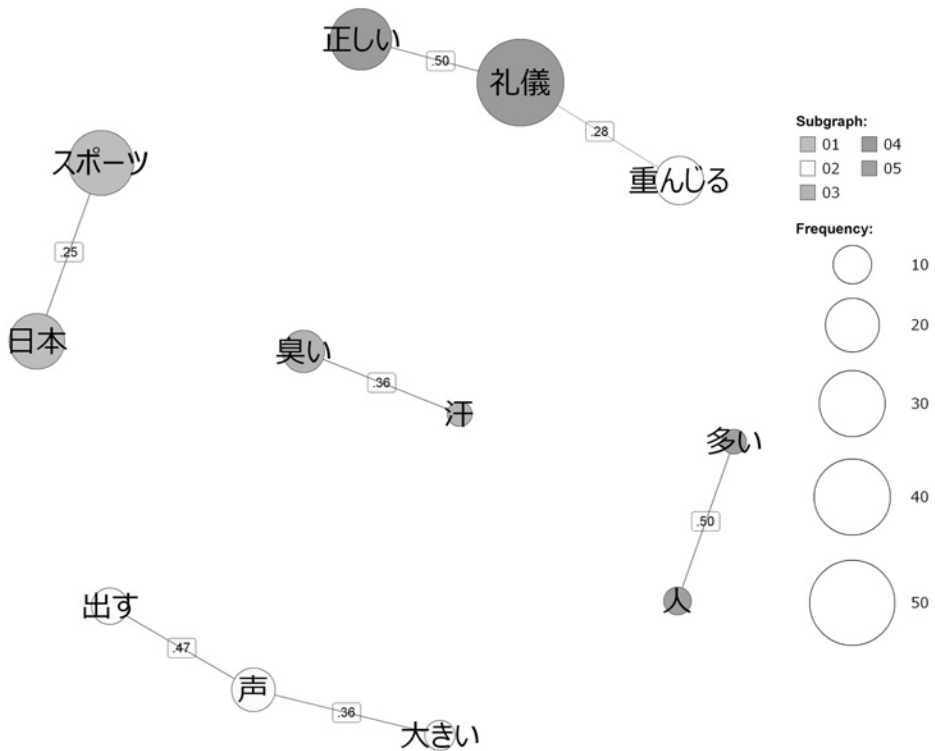 正しい
.50
礼儀
.28
重んじる
スポーツ
.25
日本
臭い
.36
汗
多い
.50
人
出す
.47
声
.36
大きい
Subgraph:
01 04
02 05
03
Frequency:
10
20
30
40
50